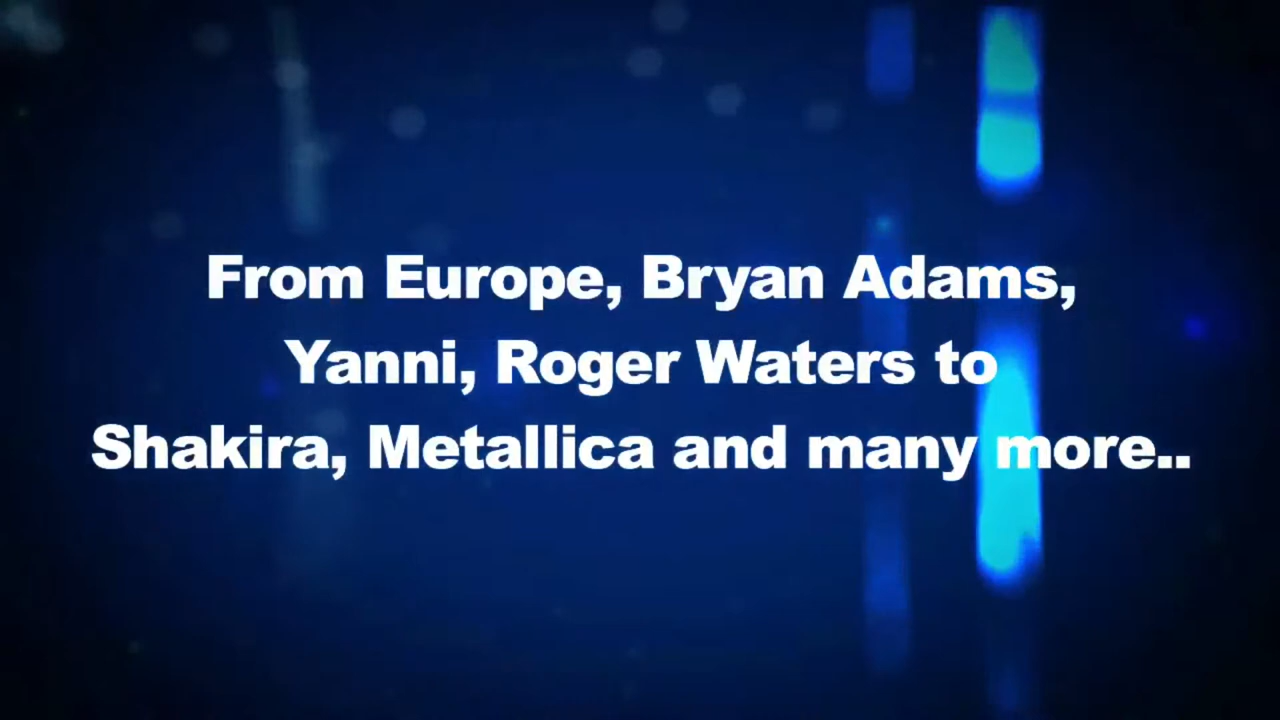 From Europe, Bryan Adams,
Yanni, Roger Waters to
Shakira, Metallica and many more..